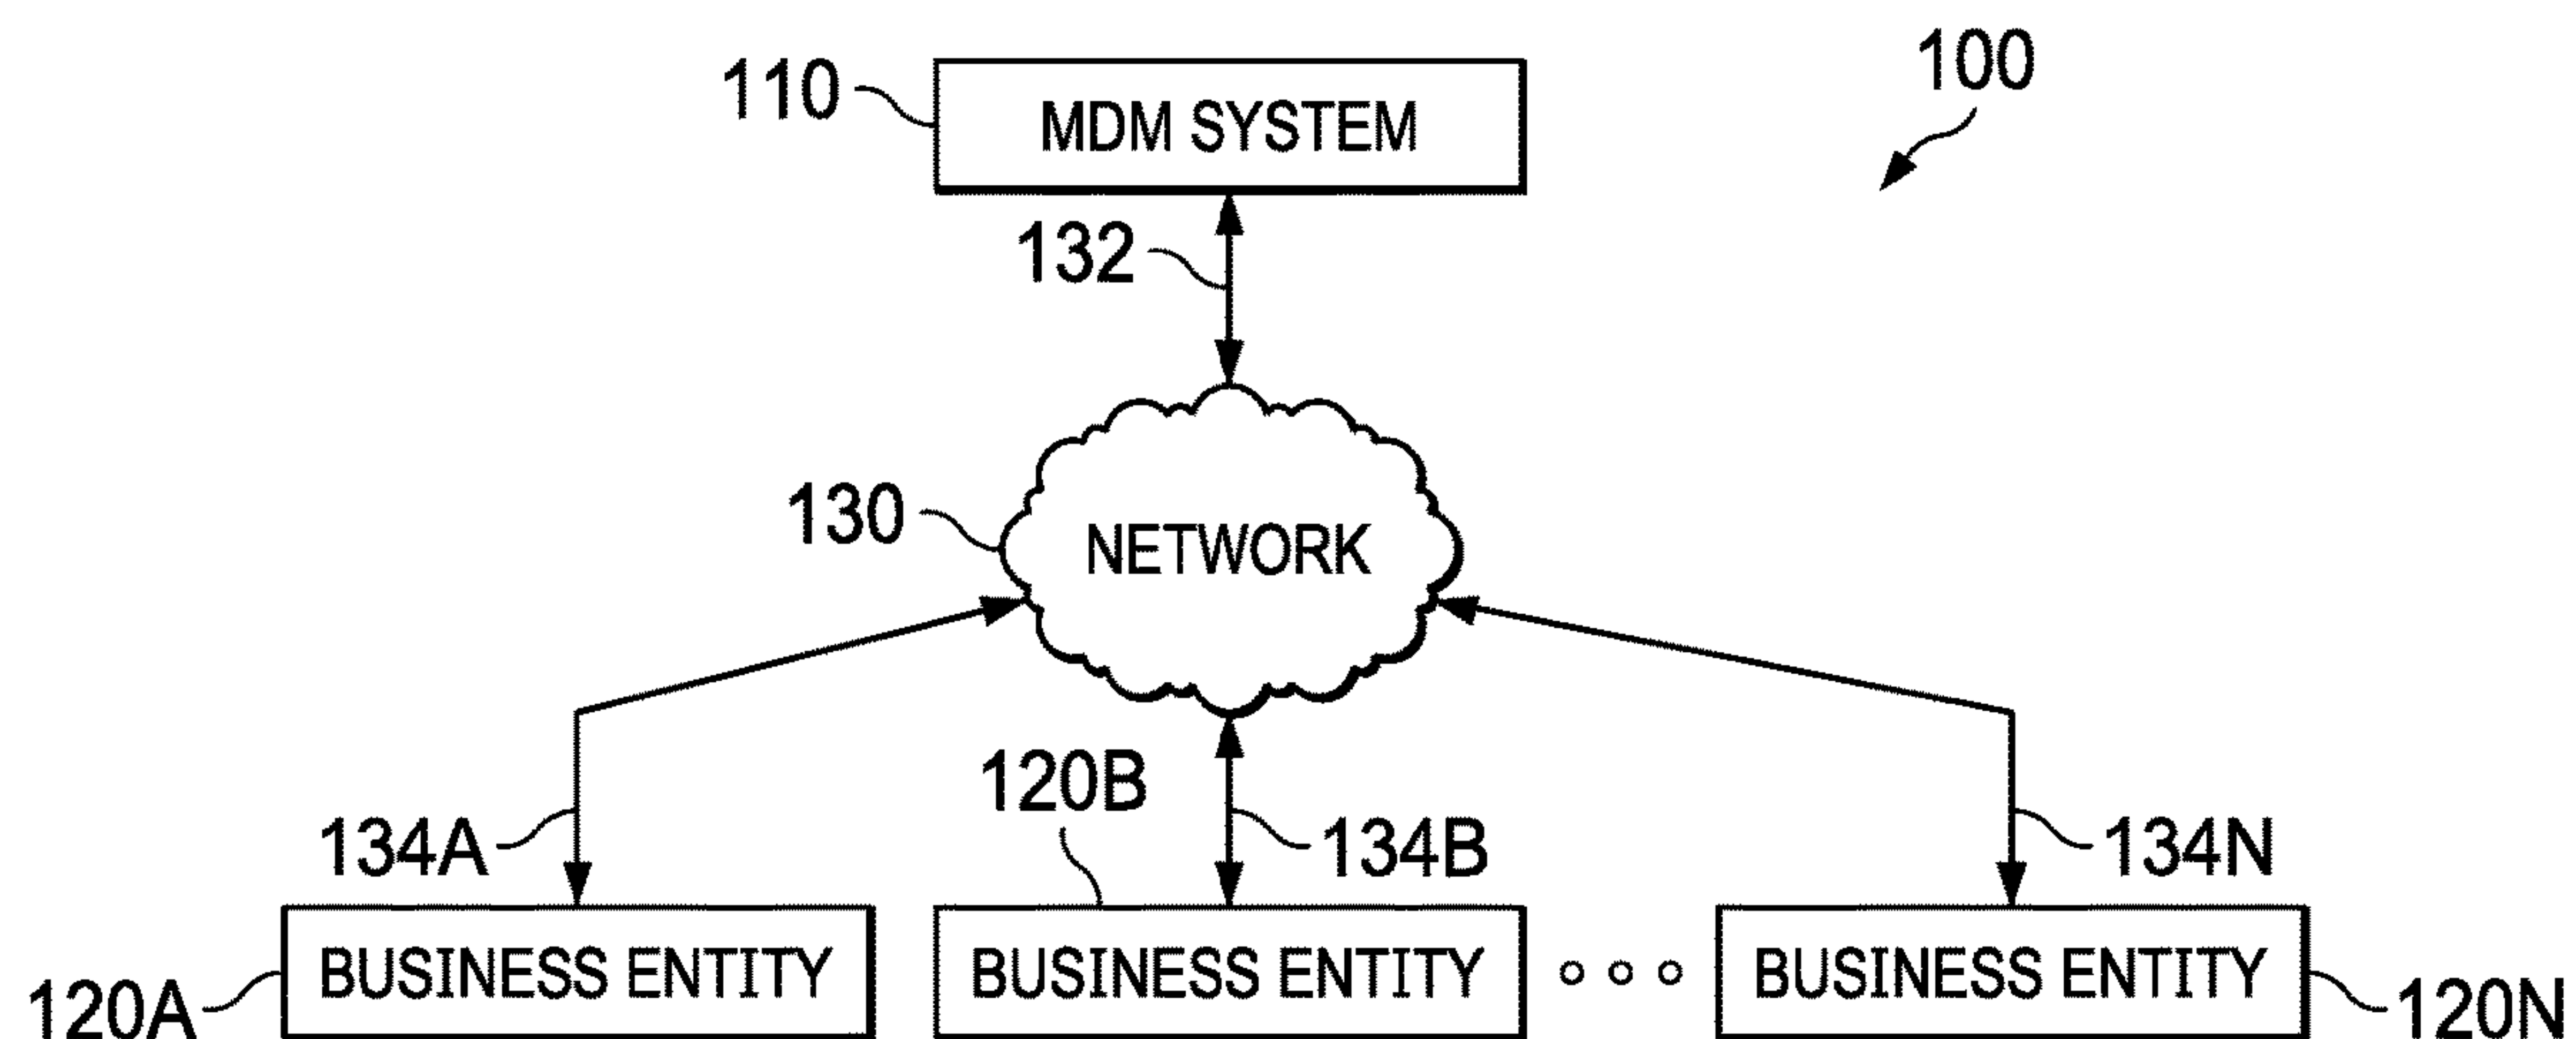 100
110
MDM SYSTEM
132
130
NETWORK
120B
134A
134B
134N
BUSINESS ENTITY
BUSINESS ENTITY
BUSINESS ENTITY
120A
120N